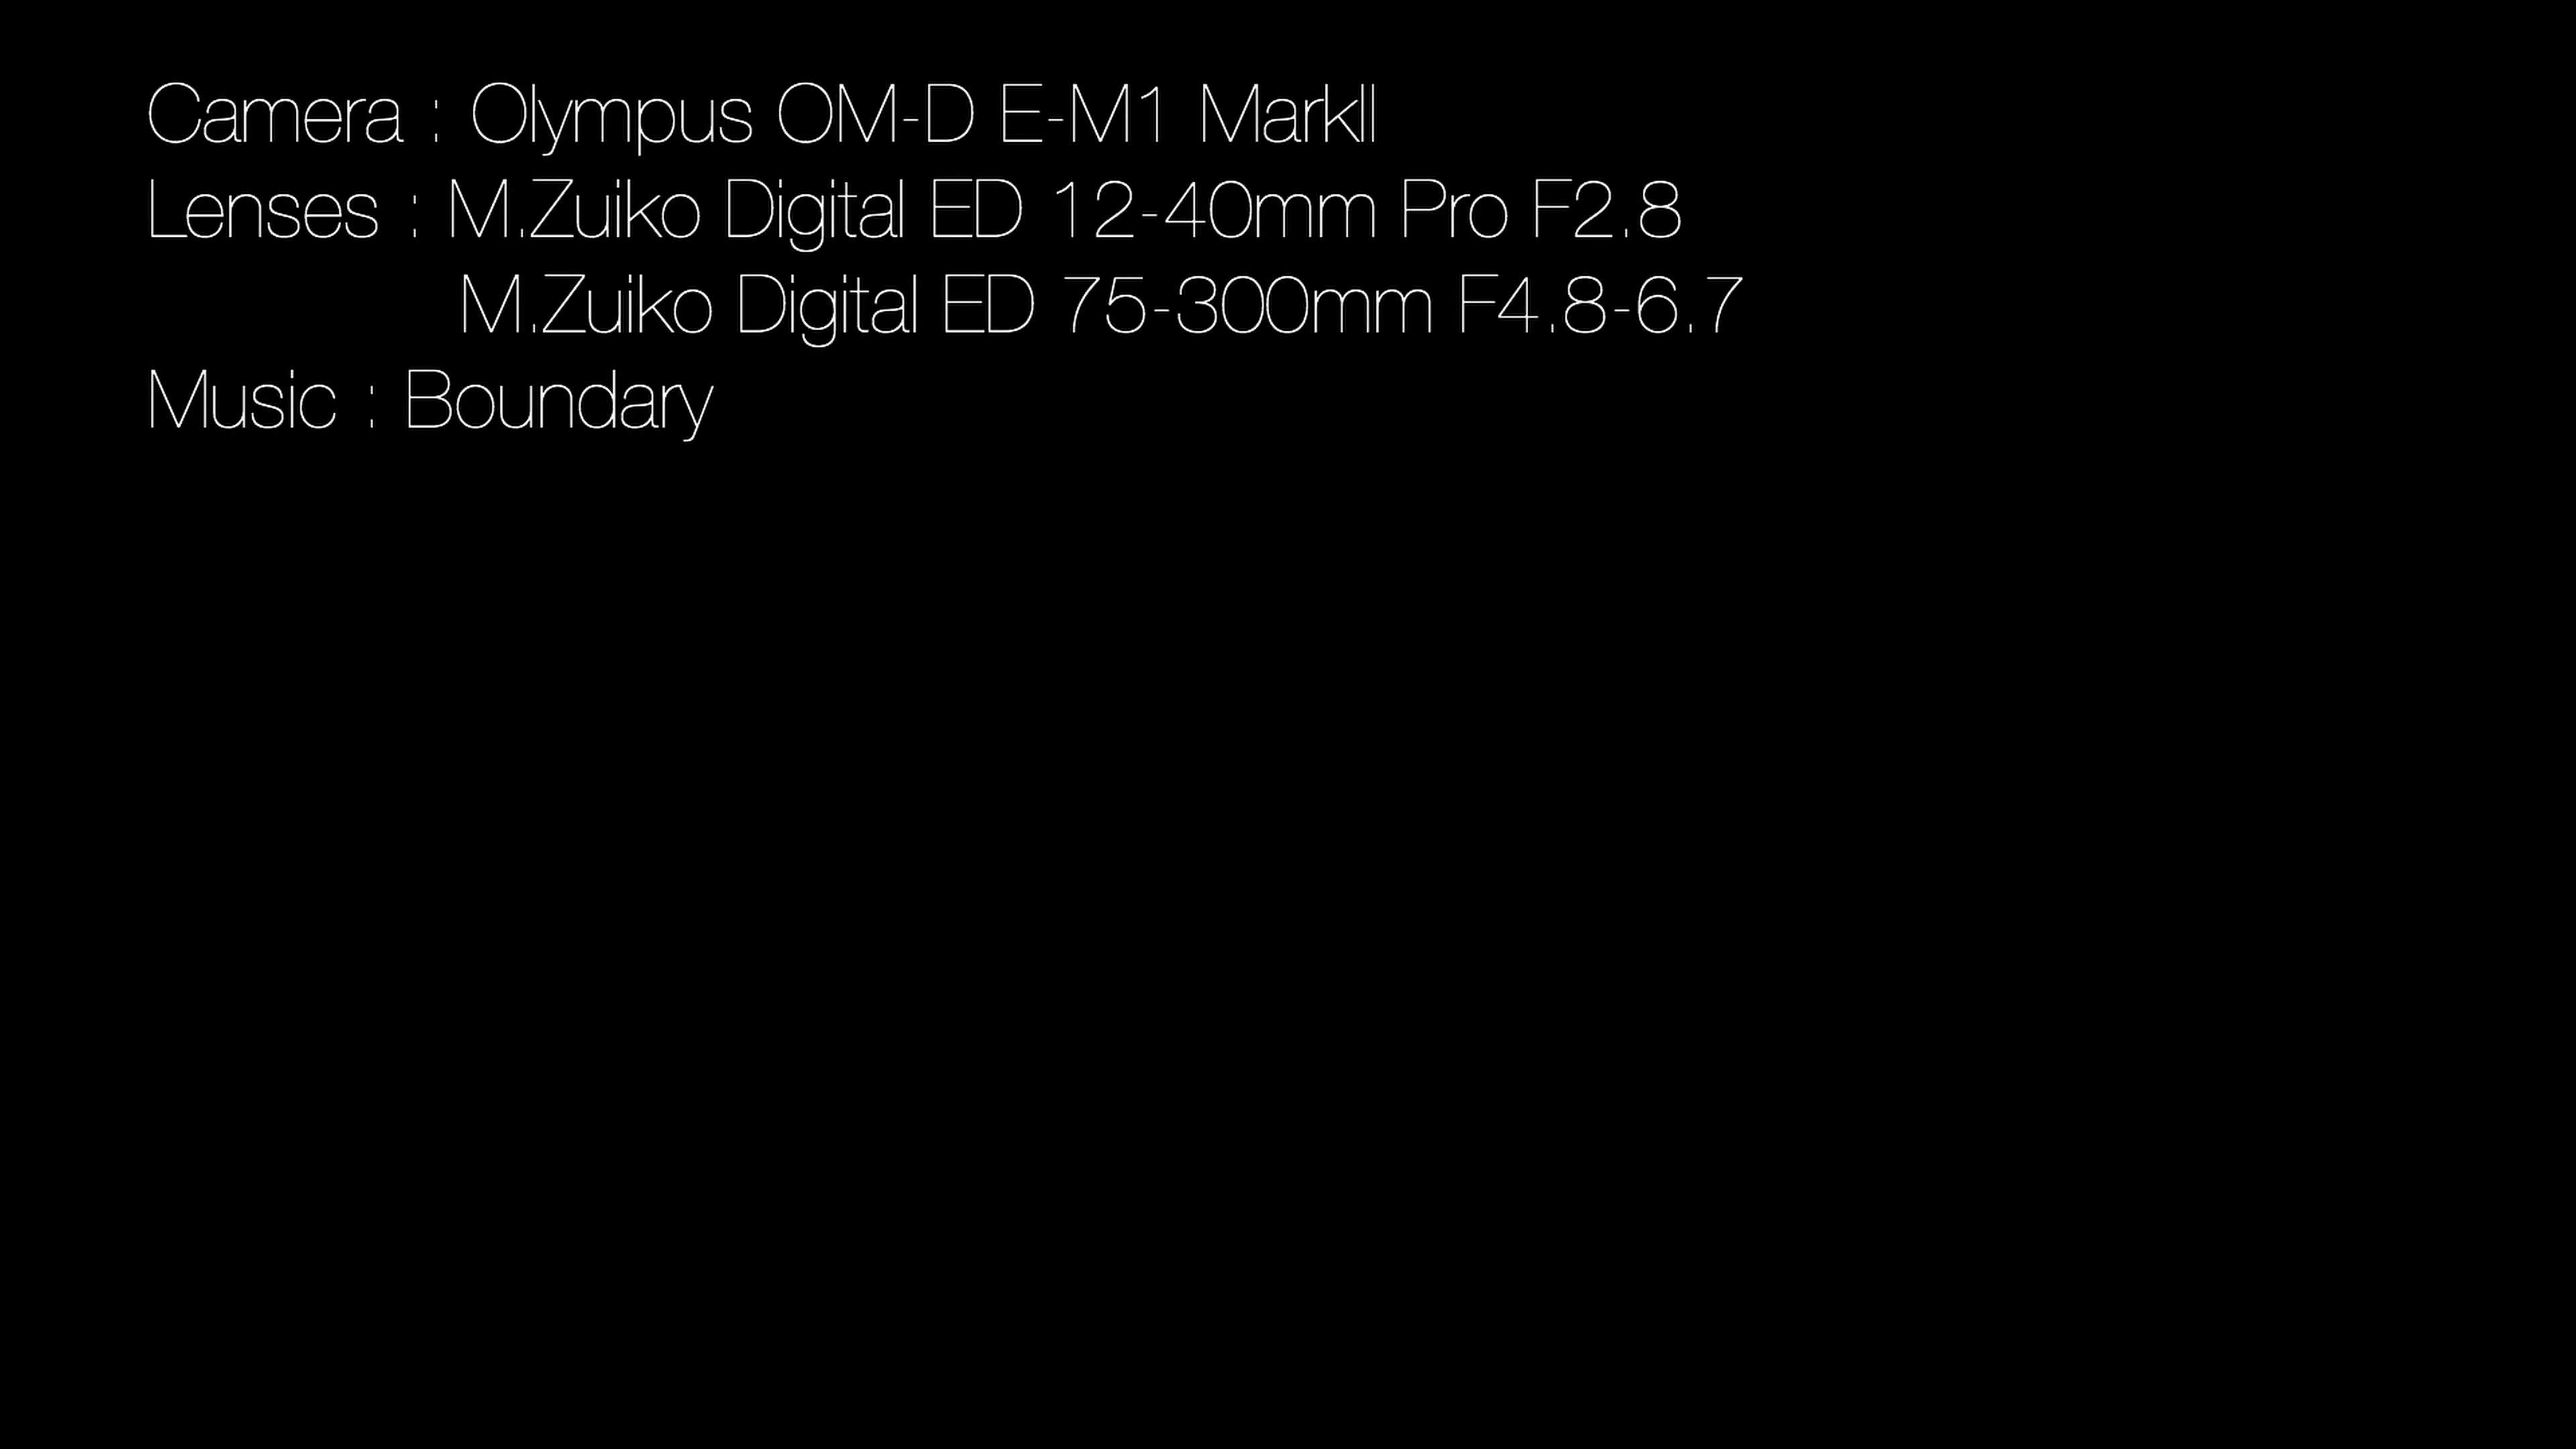 Camera : Olympus OM-D E-M1 MarkII
Lenses : M.Zuiko Digital ED 12-40mm Pro F2.8
M.Zuiko Digital ED 75-300mm F4.8-6.7
Music : Boundary